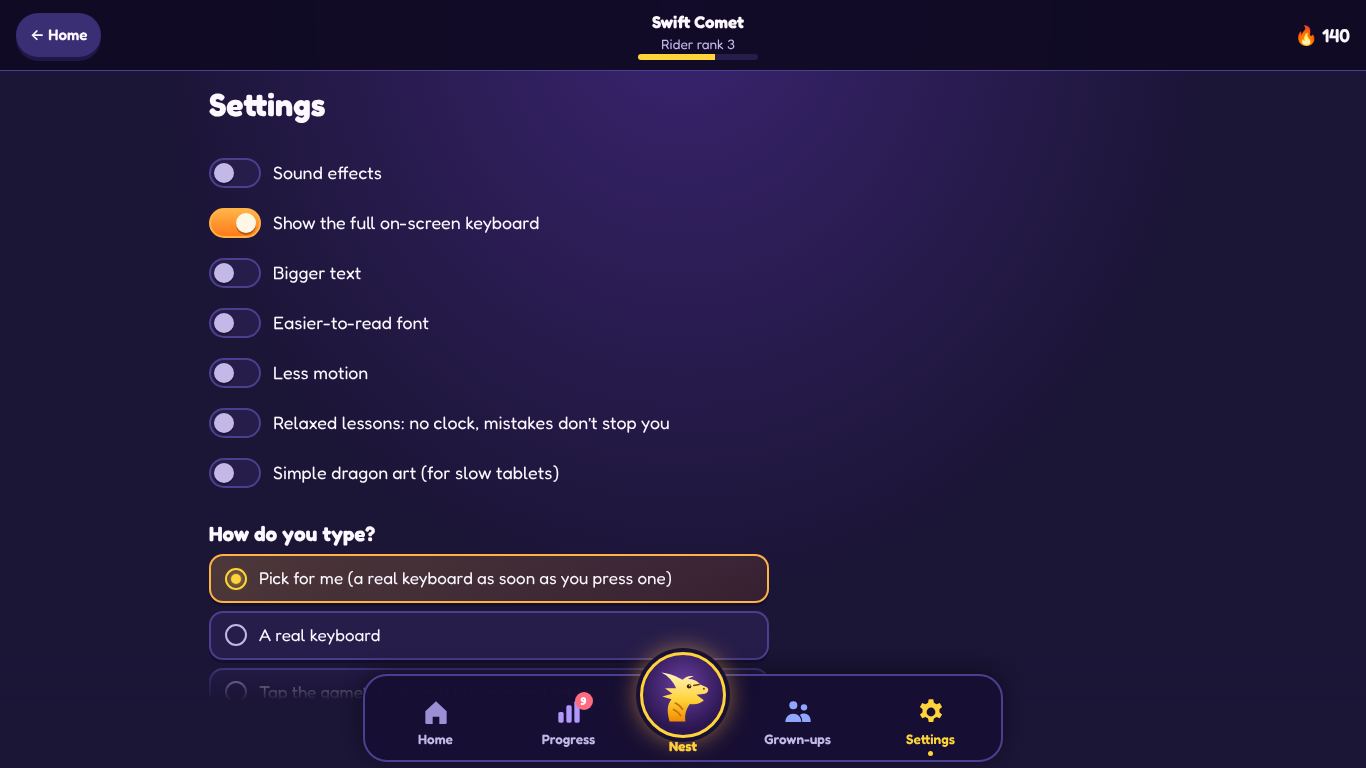 ← Home
Swift Comet
Rider rank 3
🔥 140
Settings
Sound effects
Show the full on-screen keyboard
Bigger text
Easier-to-read font
Less motion
Relaxed lessons: no clock, mistakes don't stop you
Simple dragon art (for slow tablets)
How do you type?
Pick for me (a real keyboard as soon as you press one)
A real keyboard
Tap the game
Home
Progress
9
Nest
Grown-ups
Settings